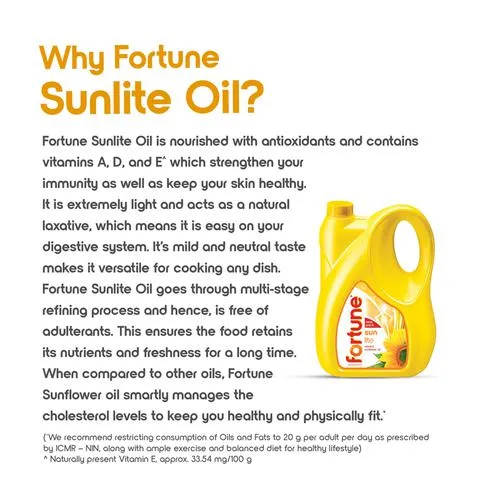 Why Fortune
Sunlite Oil?
Fortune Sunlite Oil is nourished with antioxidants and contains
vitamins A, D, and E^ which strengthen your
immunity as well as keep your skin healthy.
It is extremely light and acts as a natural
laxative, which means it is easy on your
digestive system. It's mild and neutral taste
makes it versatile for cooking any dish.
Fortune Sunlite Oil goes through multi-stage
refining process and hence, is free of
adulterants. This ensures the food retains
its nutrients and freshness for a long time.
When compared to other oils, Fortune
Sunflower oil smartly manages the
cholesterol levels to keep you healthy and physically fit.*
(*We recommend restricting consumption of Oils and Fats to 20 g per adult per day as prescribed
by ICMR – NIN, along with ample exercise and balanced diet for healthy lifestyle)
^ Naturally present Vitamin E, approx. 33.54 mg/100 g
fortune
sun
lite